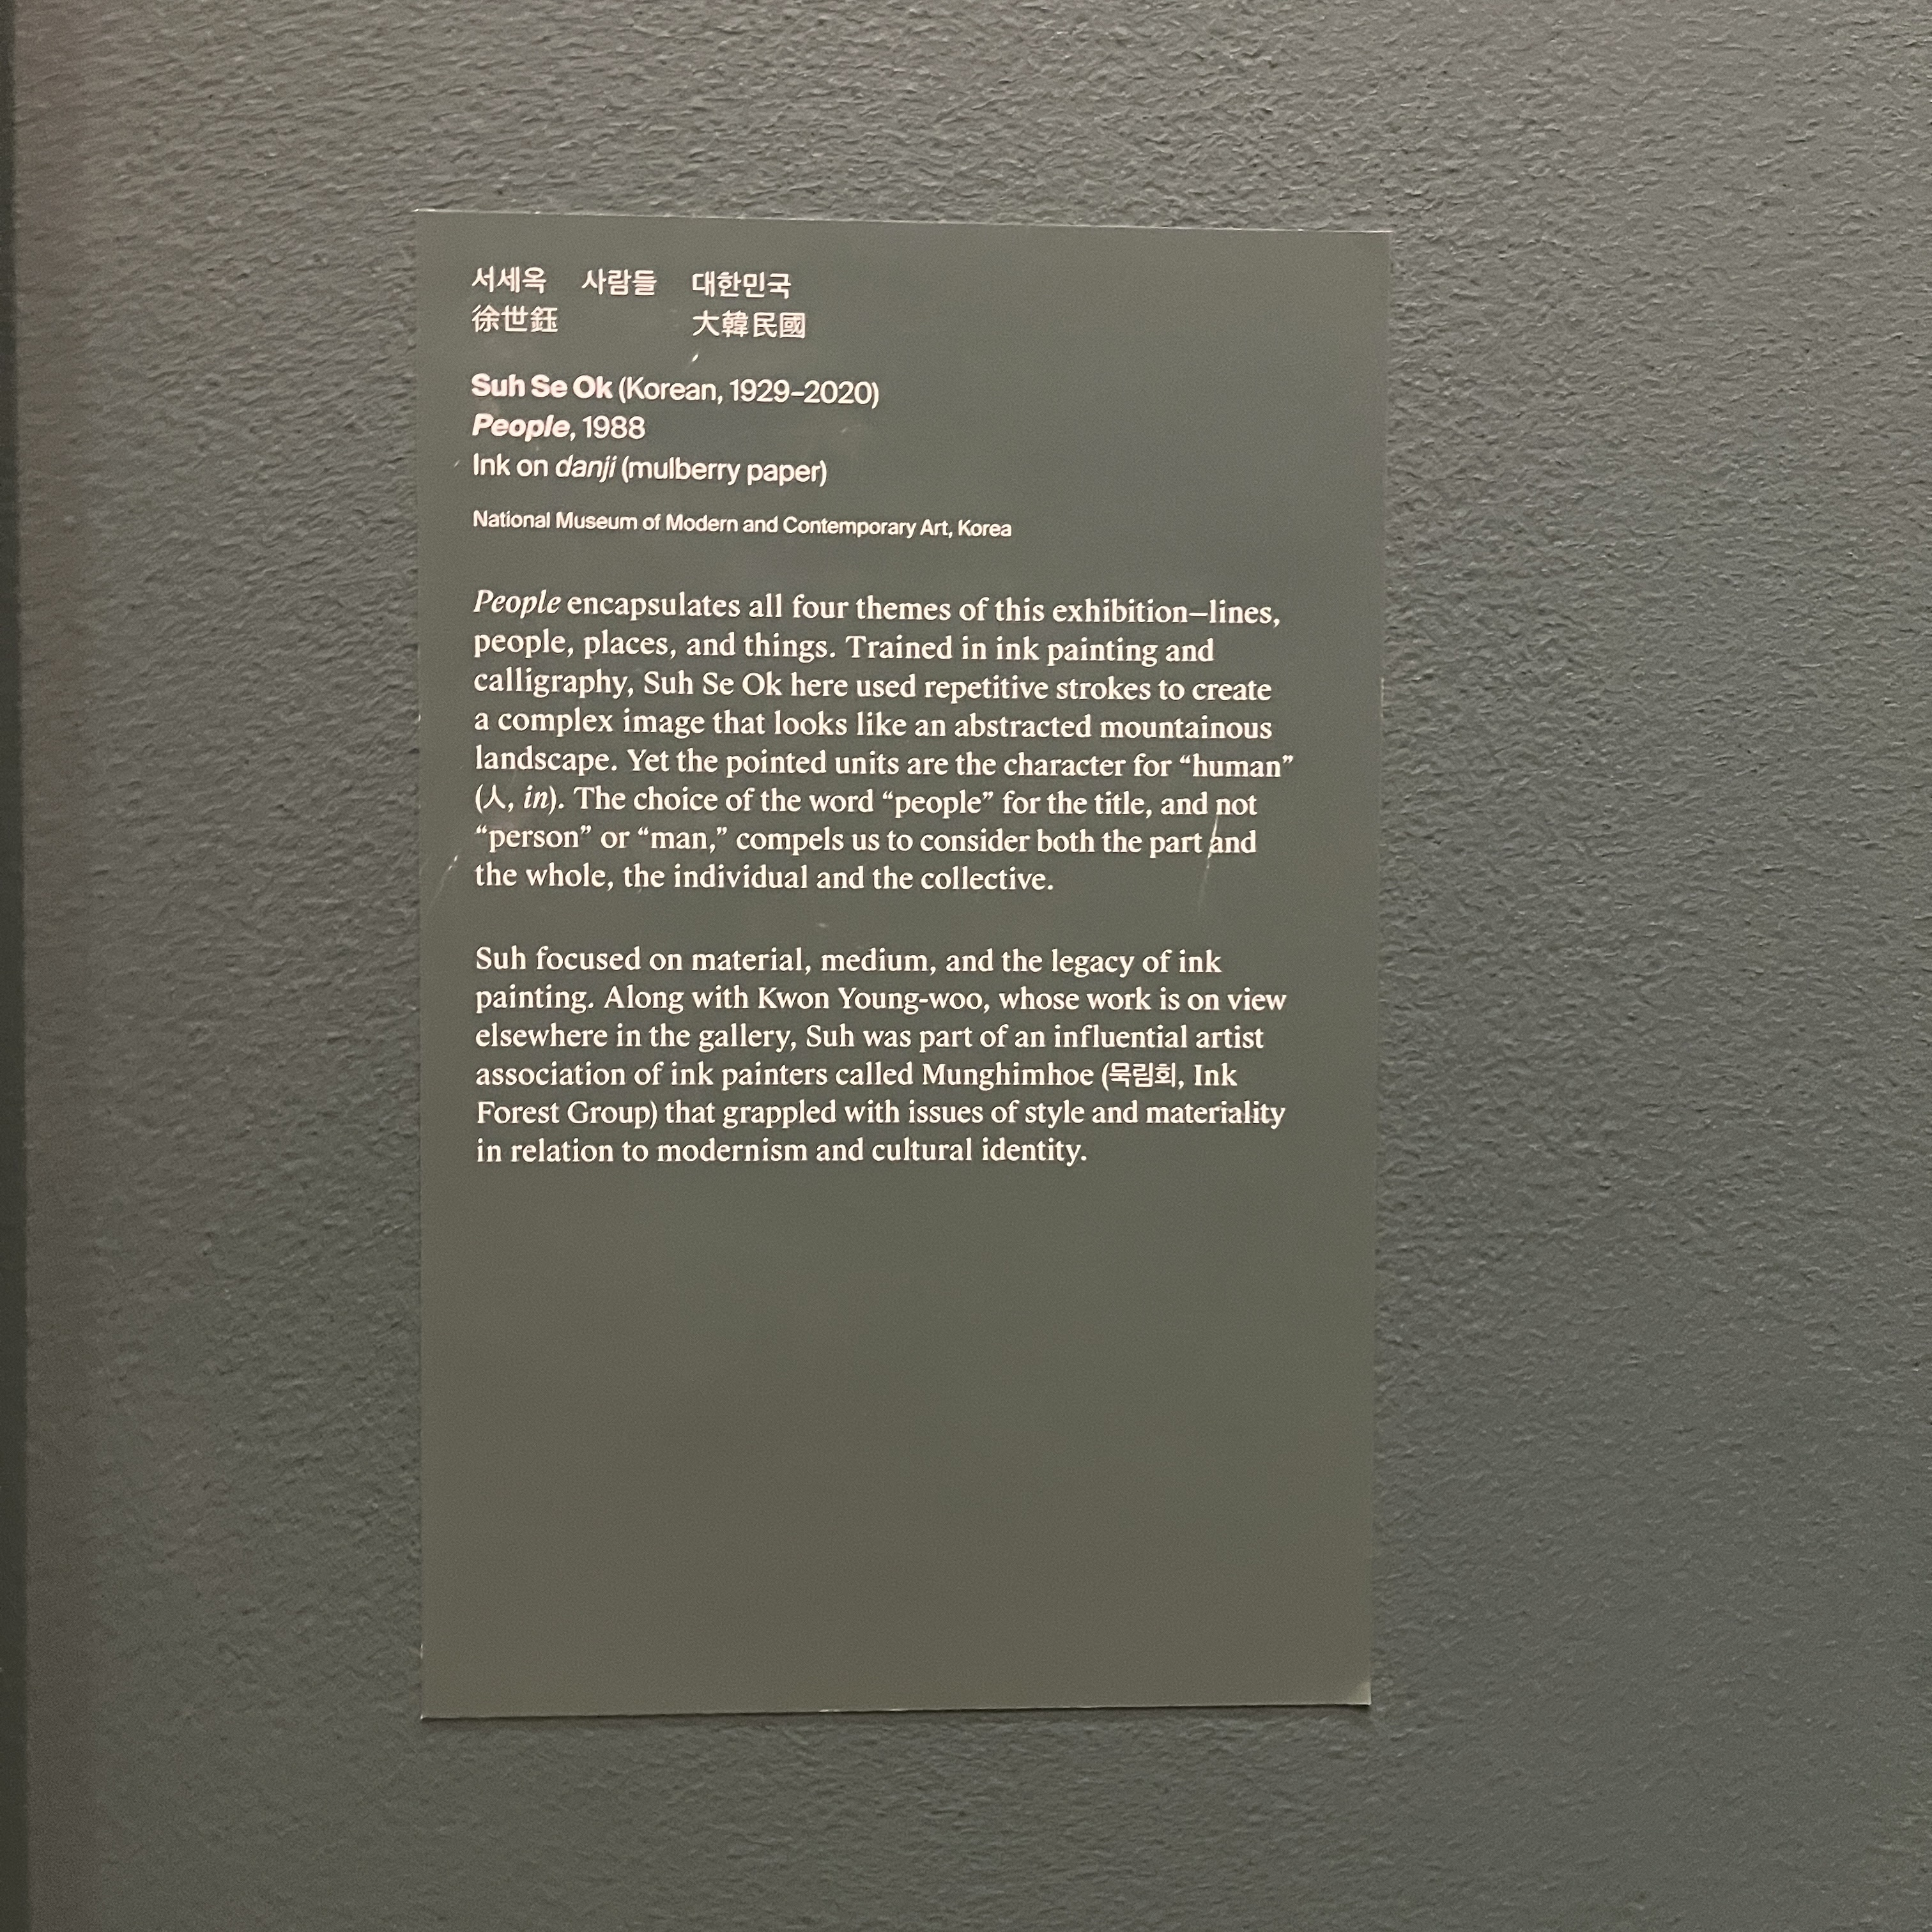 서세옥 사람들 대한민국
徐世鈺 大韓民國
Suh Se Ok (Korean, 1929–2020)
People, 1988
Ink on danji (mulberry paper)
National Museum of Modern and Contemporary Art, Korea
People encapsulates all four themes of this exhibition—lines,
people, places, and things. Trained in ink painting and
calligraphy, Suh Se Ok here used repetitive strokes to create
a complex image that looks like an abstracted mountainous
landscape. Yet the pointed units are the character for “human”
(人, in). The choice of the word “people” for the title, and not
“person” or “man,” compels us to consider both the part and
the whole, the individual and the collective.
Suh focused on material, medium, and the legacy of ink
painting. Along with Kwon Young-woo, whose work is on view
elsewhere in the gallery, Suh was part of an influential artist
association of ink painters called Munghimhoe (묵림회, Ink
Forest Group) that grappled with issues of style and materiality
in relation to modernism and cultural identity.